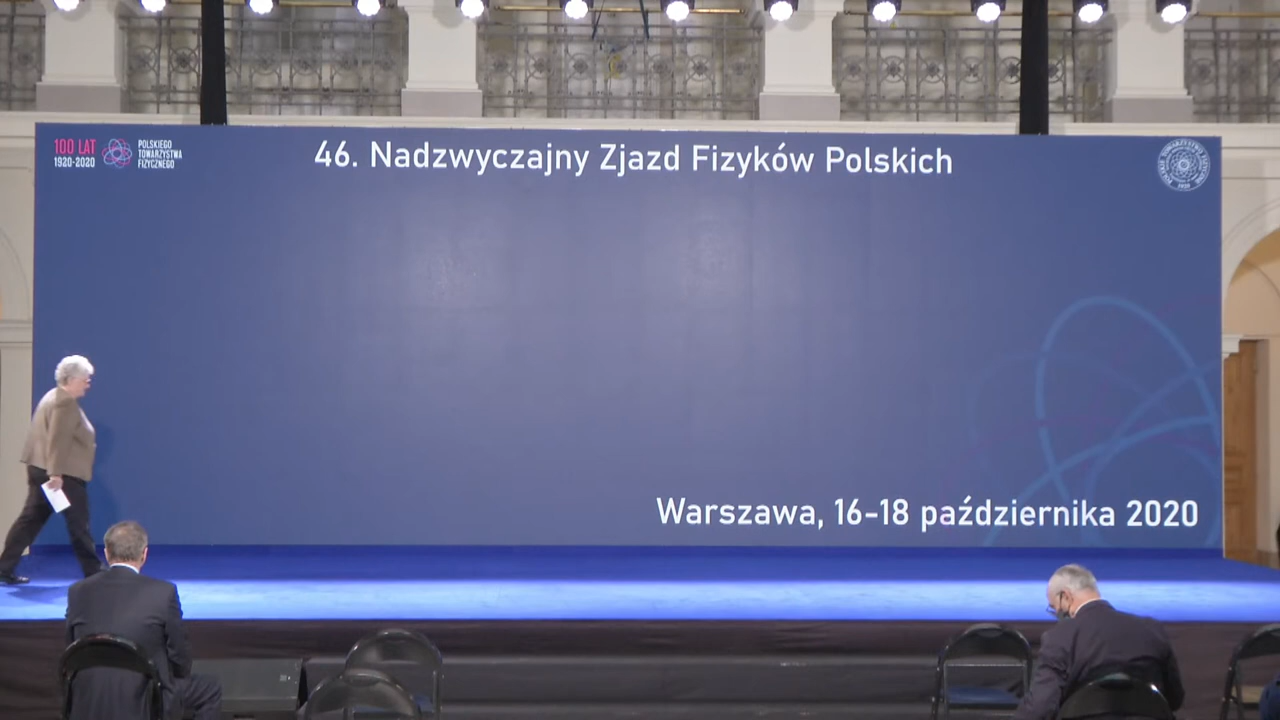 100 LAT
1920-2020
POLSKIEGO
TOWARZYSTWA
FIZYCZNEGO
46. Nadzwyczajny Zjazd Fizyków Polskich
Warszawa, 16-18 października 2020